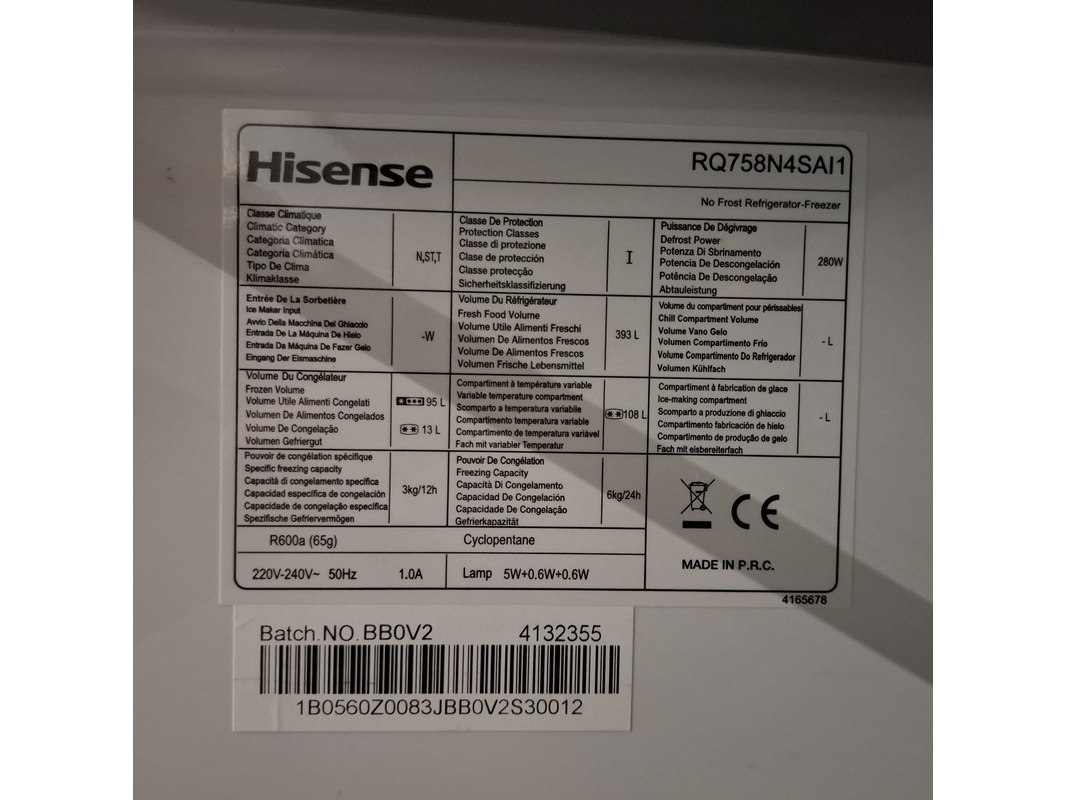 Hisense
RQ758N4SAI1
No Frost Refrigerator-Freezer
Classe Climatique
Climatic Category
Categoria Climatica
Categoría Climática
Tipo De Clima
Klimaklasse
N,ST,T
Classe De Protection
Protection Classes
Classe di protezione
Clase de protección
Classe protecção
Sicherheitsklassifizierung
I
Puissance De Dégivrage
Defrost Power
Potenza Di Sbrinamento
Potencia De Descongelación
Potência De Descongelação
Abtauleistung
280W
Entrée De La Sorbetière
Ice Maker Input
Avvio Della Macchina Del Ghiaccio
Entrada De La Máquina De Hielo
Entrada Da Máquina De Fazer Gelo
Eingang Der Eismaschine
-W
Volume Du Réfrigérateur
Fresh Food Volume
Volume Utile Alimenti Freschi
Volumen De Alimentos Frescos
Volume De Alimentos Frescos
Volumen Frische Lebensmittel
393 L
Volume du compartiment pour périssables
Chill Compartment Volume
Volume Vano Gelo
Volumen Compartimento Frío
Volume Compartimento Do Refrigerador
Volumen Kühlfach
- L
Volume Du Congélateur
Frozen Volume
Volume Utile Alimenti Congelati
Volumen De Alimentos Congelados
Volume De Congelação
Volumen Gefriergut
95 L
13 L
Compartiment à température variable
Variable temperature compartment
Scomparto a temperatura variabile
Compartimento temperatura variable
Compartimento de temperatura variável
Fach mit variabler Temperatur
108 L
Compartiment à fabrication de glace
Ice-making compartment
Scomparto a produzione di ghiaccio
Compartimento fabricación de hielo
Compartimento de produção de gelo
Fach mit eisbereiterfach
- L
Pouvoir de congélation spécifique
Specific freezing capacity
Capacità di congelamento specifica
Capacidad específica de congelación
Capacidade de congelação específica
Spezifische Gefriervermögen
3kg/12h
Pouvoir De Congélation
Freezing Capacity
Capacità Di Congelamento
Capacidad De Congelación
Capacidade De Congelação
Gefrierkapazität
6kg/24h
CE
MADE IN P.R.C.
R600a (65g)
Cyclopentane
220V-240V~ 50Hz 1.0A
Lamp 5W+0.6W+0.6W
4165678
Batch.NO.BB0V2 4132355
1B0560Z0083JBB0V2S30012